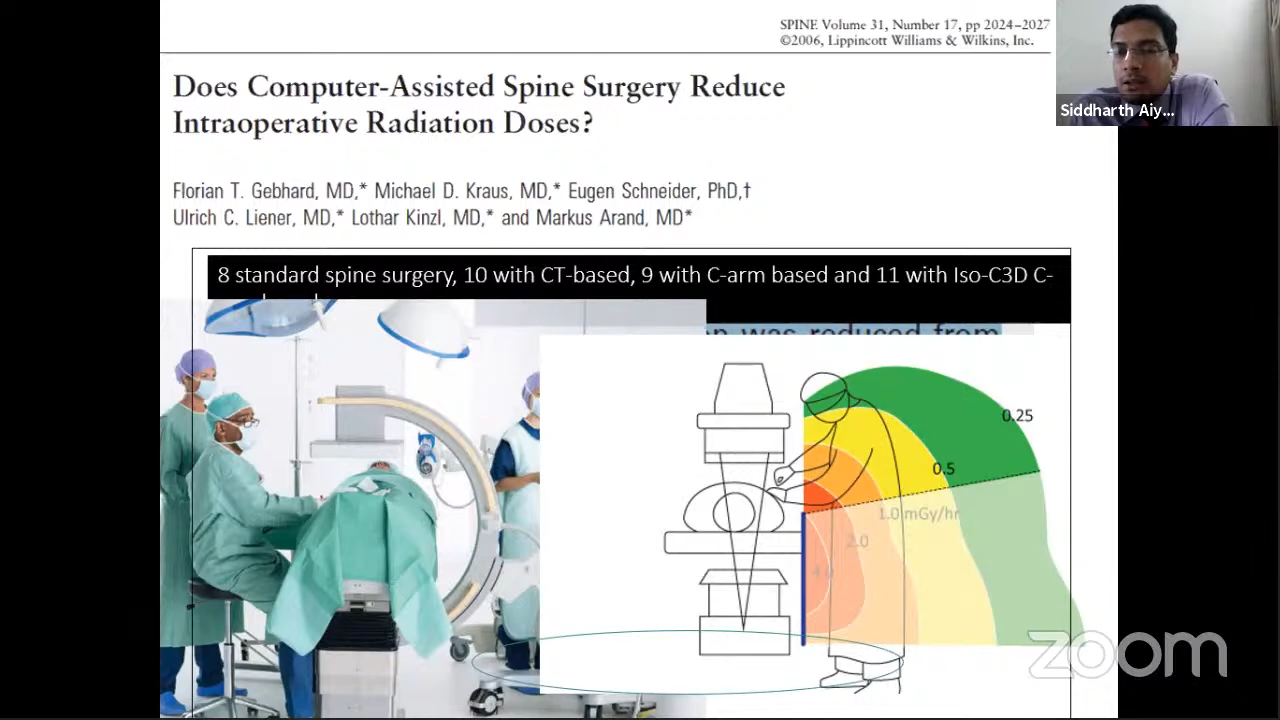 SPINE Volume 31, Number 17, pp 2024–2027
©2006, Lippincott Williams & Wilkins, Inc.
Siddharth Aiy...
Does Computer-Assisted Spine Surgery Reduce
Intraoperative Radiation Doses?
Florian T. Gebhard, MD,* Michael D. Kraus, MD,* Eugen Schneider, PhD,†
Ulrich C. Liener, MD,* Lothar Kinzl, MD,* and Markus Arand, MD*
8 standard spine surgery, 10 with CT-based, 9 with C-arm based and 11 with Iso-C3D C-
was reduced from
0.25
0.5
1.0 mGy/hr
2.0
zoom